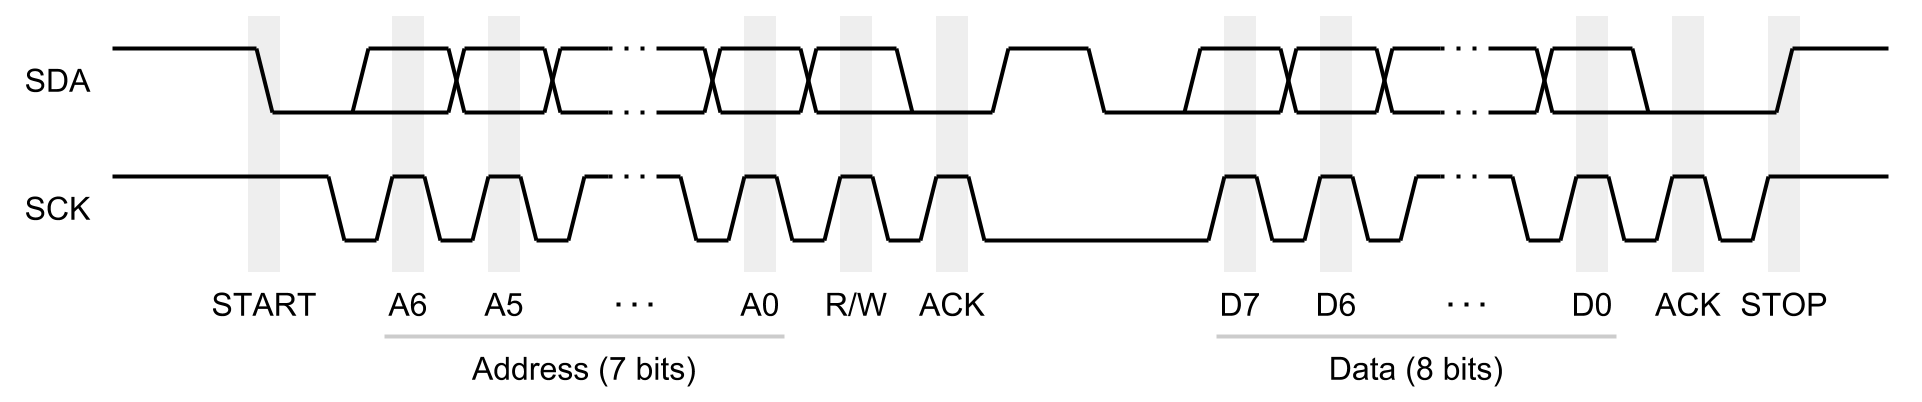 SDA
SCK
START A6 A5 ... A0 R/W ACK D7 D6 ... D0 ACK STOP
Address (7 bits) Data (8 bits)